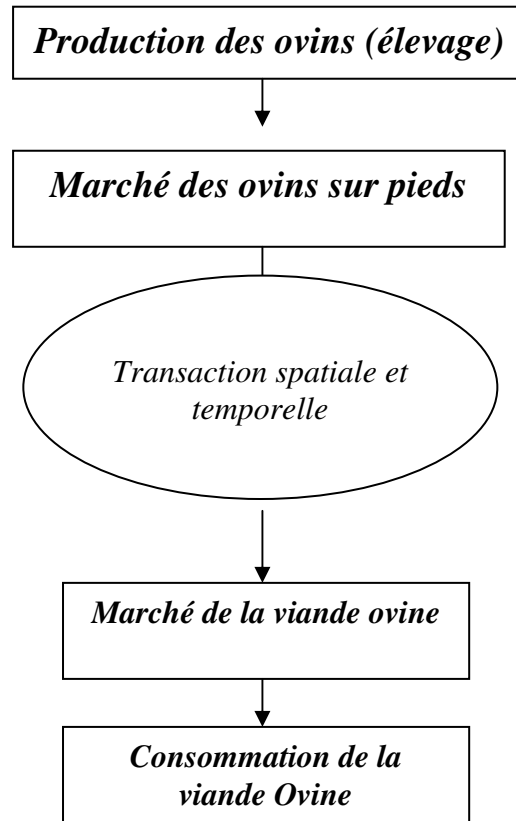 Production des ovins (élevage)
Marché des ovins sur pieds
Transaction spatiale et
temporelle
Marché de la viande ovine
Consommation de la
viande Ovine